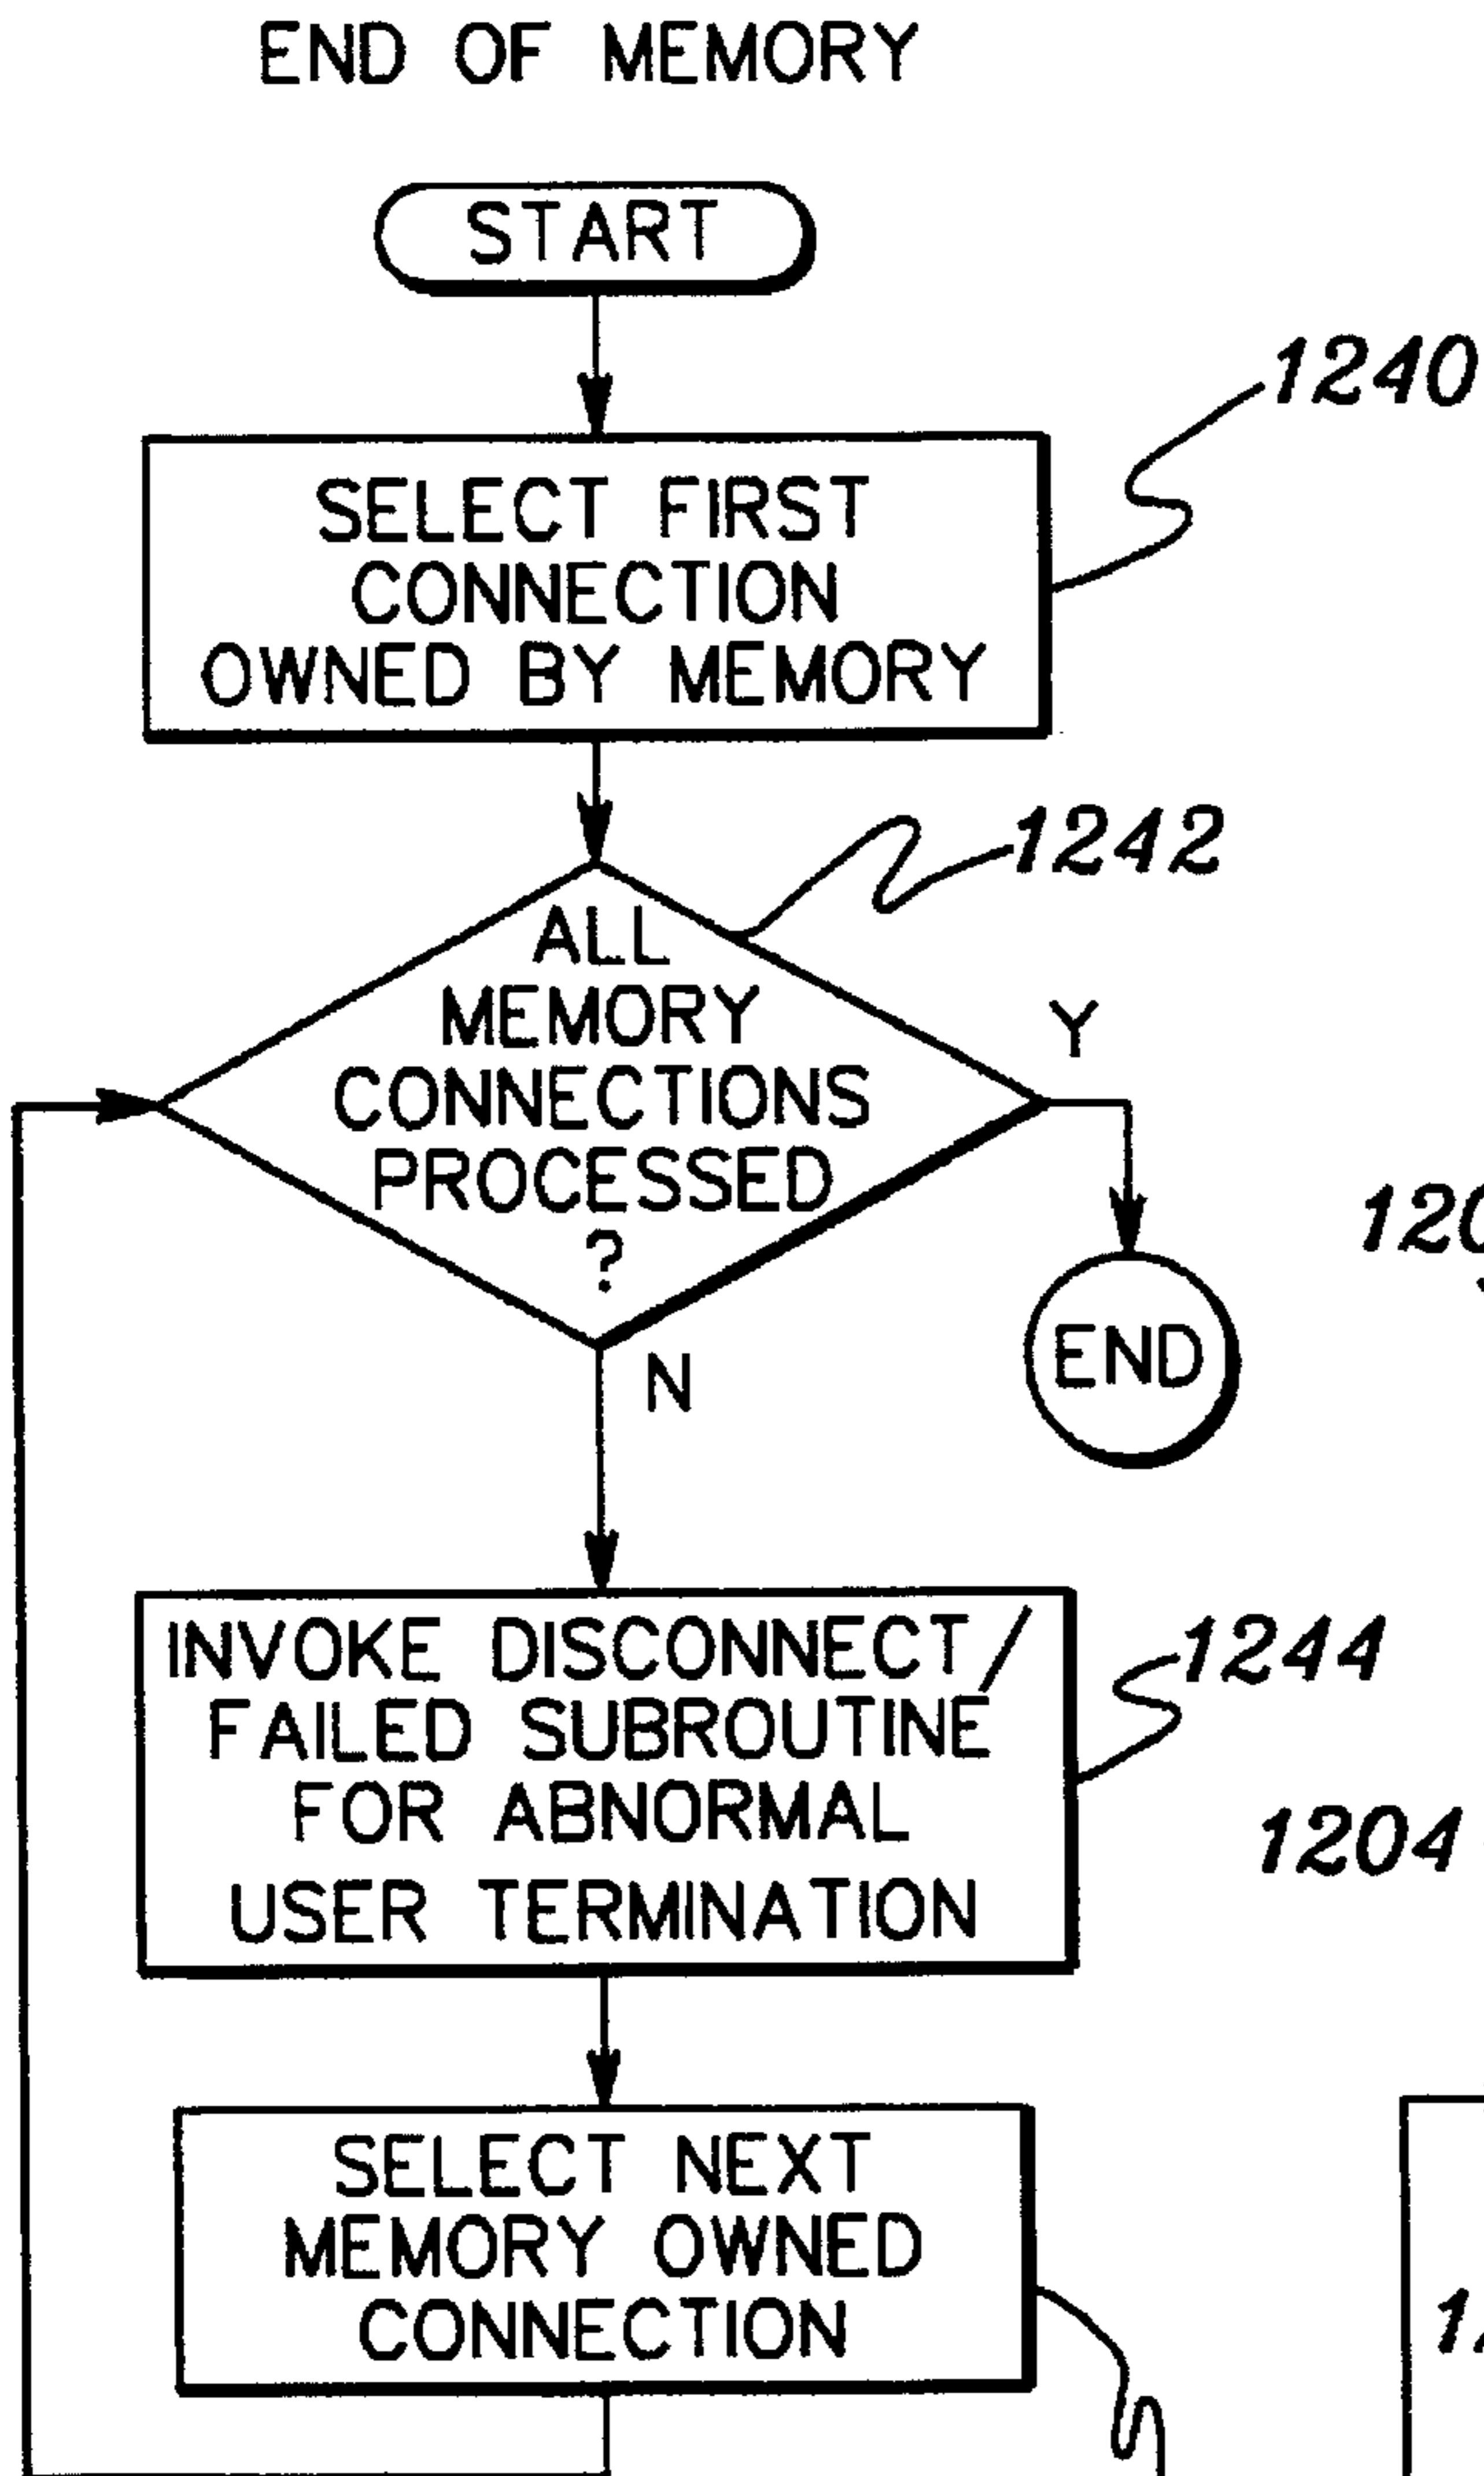 END OF MEMORY
START
1240
SELECT FIRST
CONNECTION
OWNED BY MEMORY
1242
ALL
MEMORY
CONNECTIONS
PROCESSED
?
Y
N
END
1244
INVOKE DISCONNECT/
FAILED SUBROUTINE
FOR ABNORMAL
USER TERMINATION
1204
SELECT NEXT
MEMORY OWNED
CONNECTION